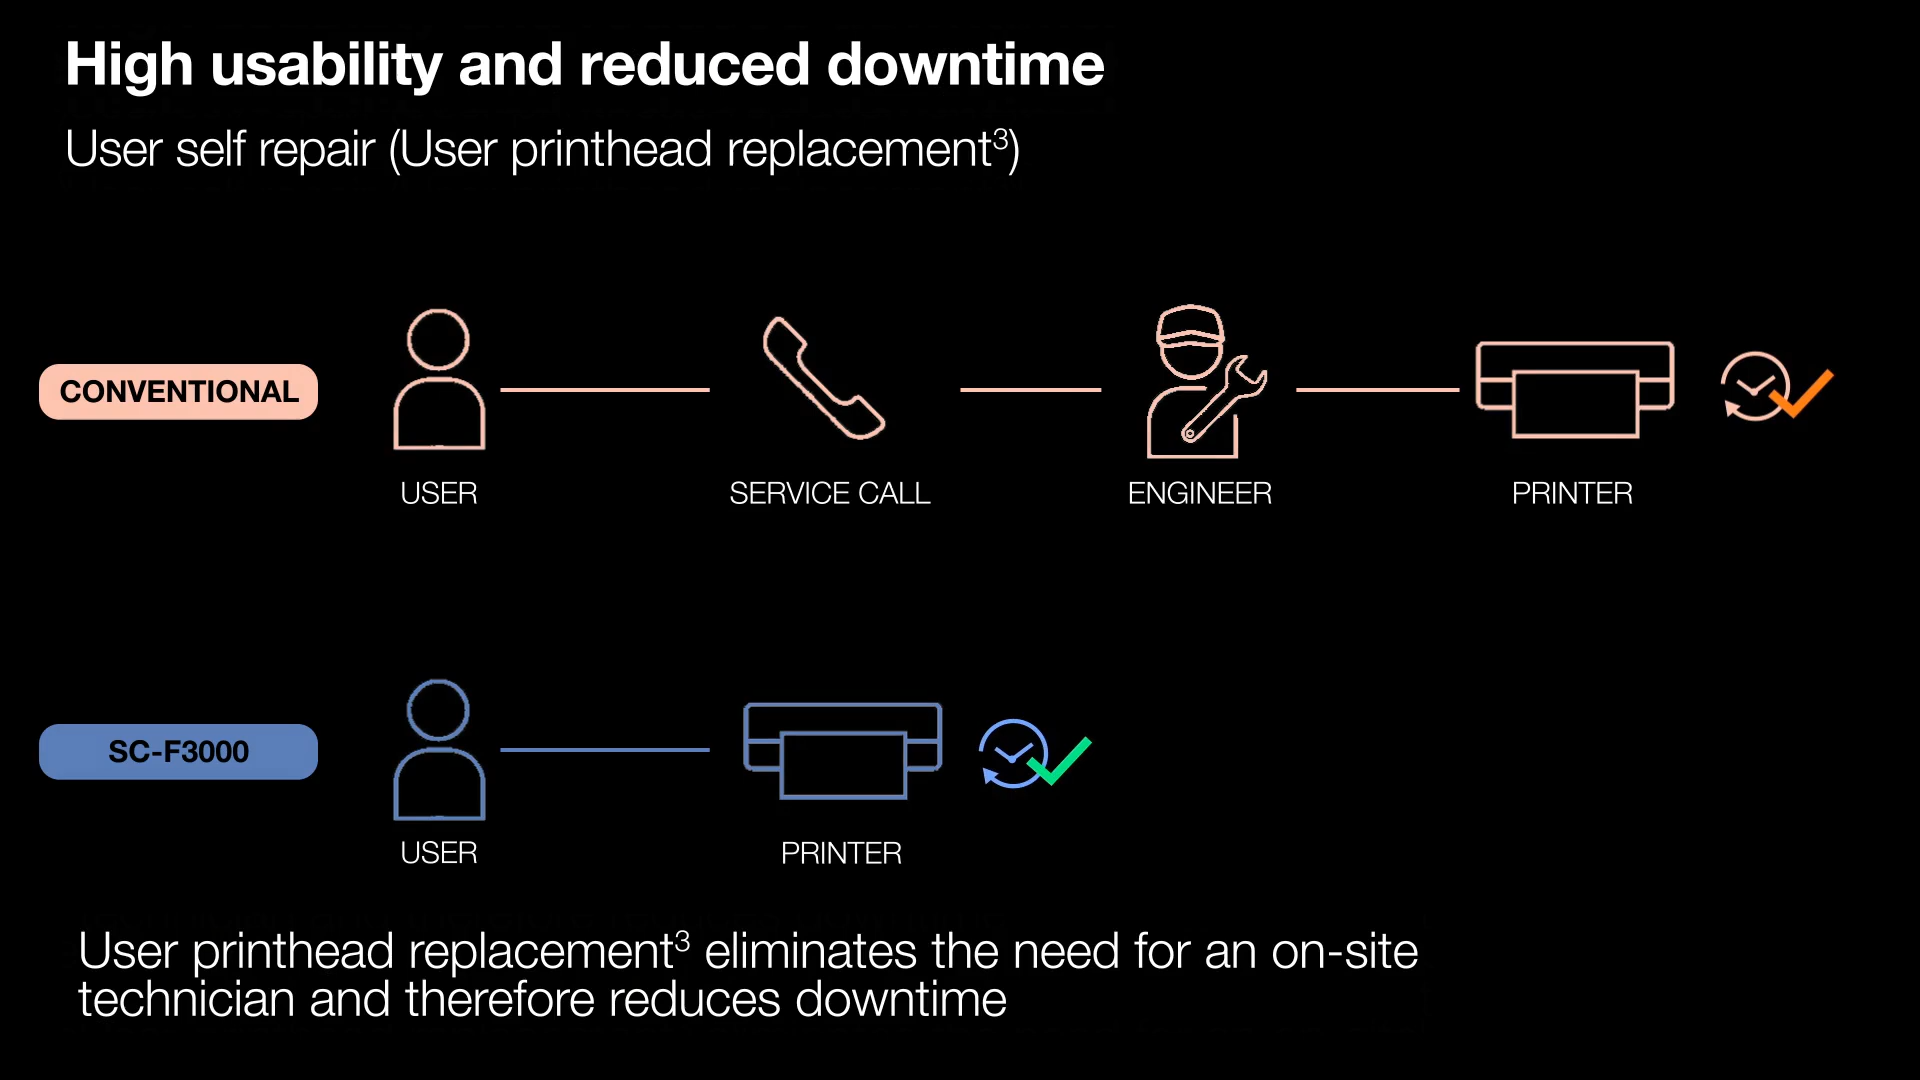 High usability and reduced downtime
User self repair (User printhead replacement³)
CONVENTIONAL
USER
SERVICE CALL
ENGINEER
PRINTER
SC-F3000
USER
PRINTER
User printhead replacement³ eliminates the need for an on-site
technician and therefore reduces downtime